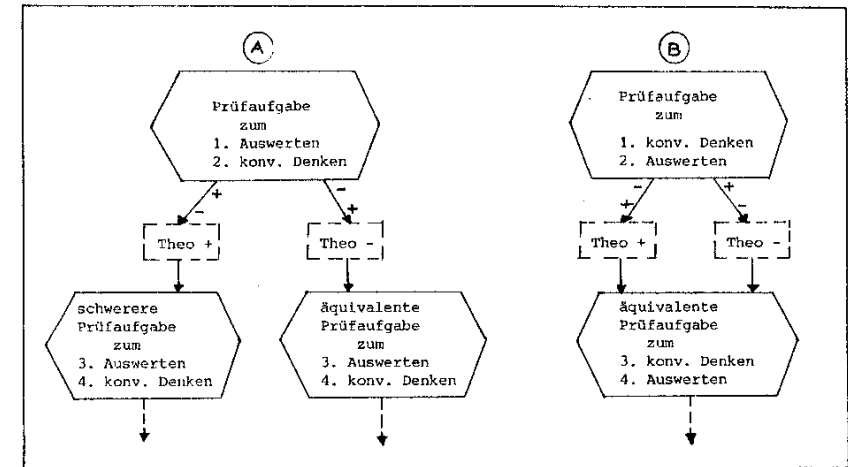 A
Prüfaufgabe
zum
1. Auswerten
2. konv. Denken
+
-
-
+
Theo +
Theo -
schwerere
Prüfaufgabe
zum
3. Auswerten
4. konv. Denken
äquivalente
Prüfaufgabe
zum
3. Auswerten
4. konv. Denken
B
Prüfaufgabe
zum
1. konv. Denken
2. Auswerten
-
+
+
-
Theo +
Theo -
äquivalente
Prüfaufgabe
zum
3. konv. Denken
4. Auswerten